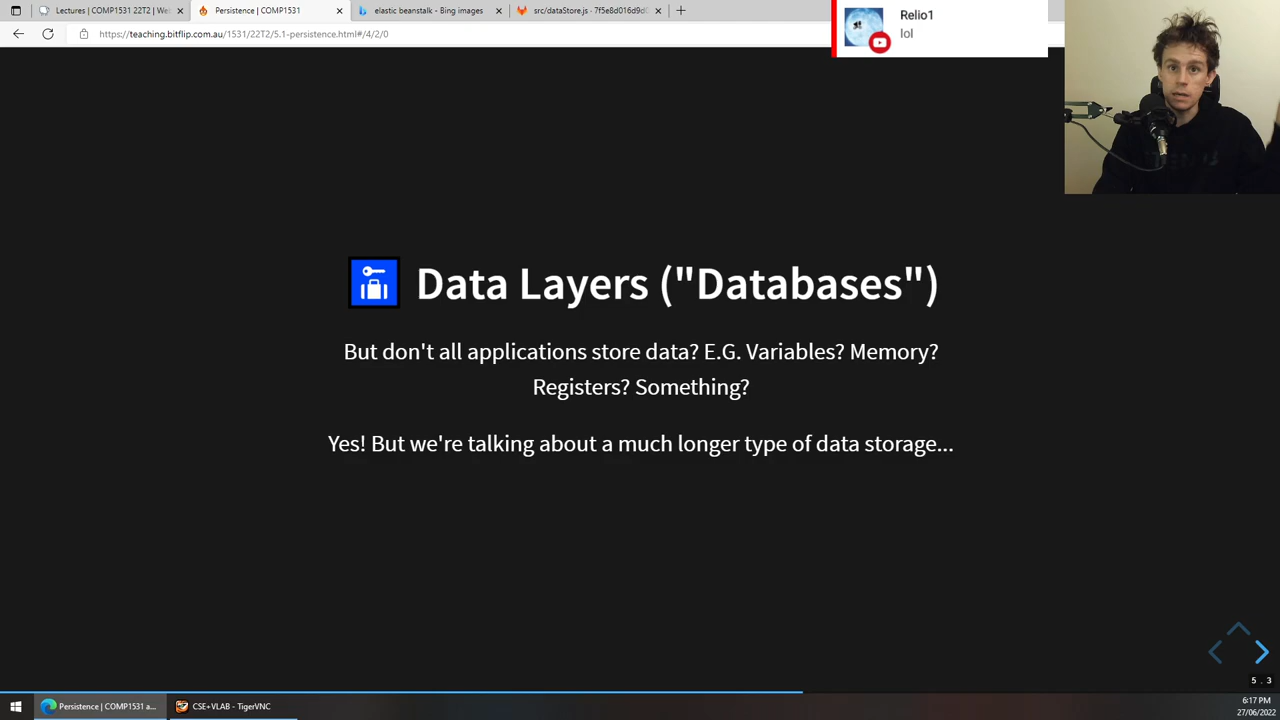 Lectures | COMP1531 22T2 | We
Persistence | COMP1531
elastic beanstalk - Bing images
src/dataStore.js · 7f5e8d016d9d
https://teaching.bitflip.com.au/1531/22T2/5.1-persistence.html#/4/2/0
Relio1
lol
Data Layers ("Databases")
But don't all applications store data? E.G. Variables? Memory?
Registers? Something?
Yes! But we're talking about a much longer type of data storage...
5 . 3
Persistence | COMP1531 a...
CSE+VLAB - TigerVNC
6:17 PM
27/06/2022